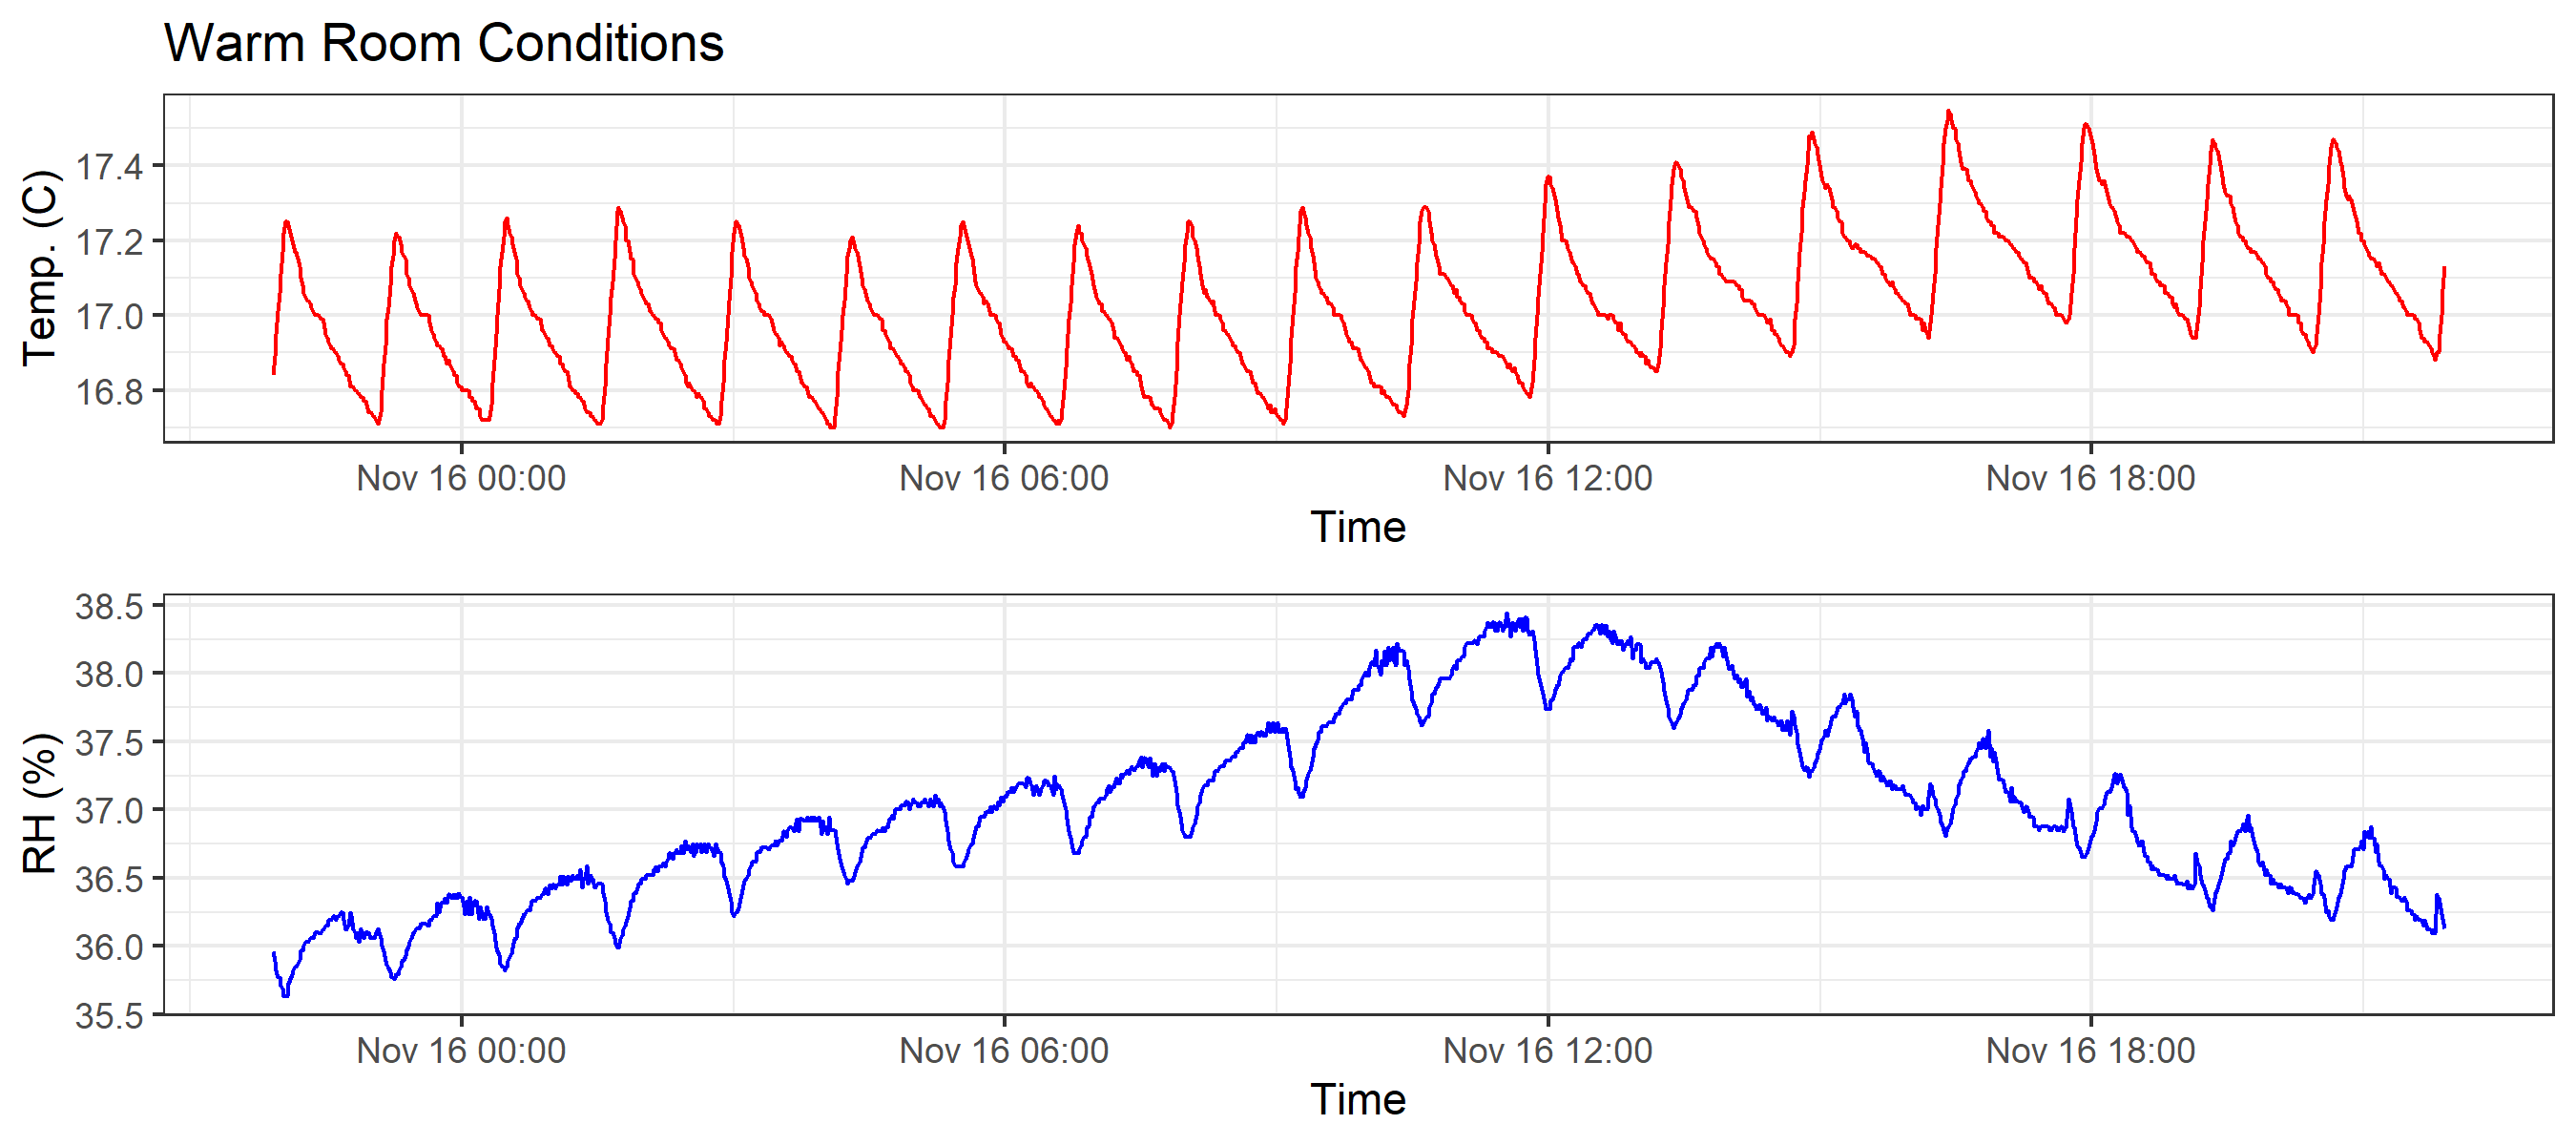 Warm Room Conditions
Temp. (C)
17.4
17.2
17.0
16.8
Nov 16 00:00 Nov 16 06:00 Nov 16 12:00 Nov 16 18:00
Time
RH (%)
38.5
38.0
37.5
37.0
36.5
36.0
35.5
Nov 16 00:00 Nov 16 06:00 Nov 16 12:00 Nov 16 18:00
Time